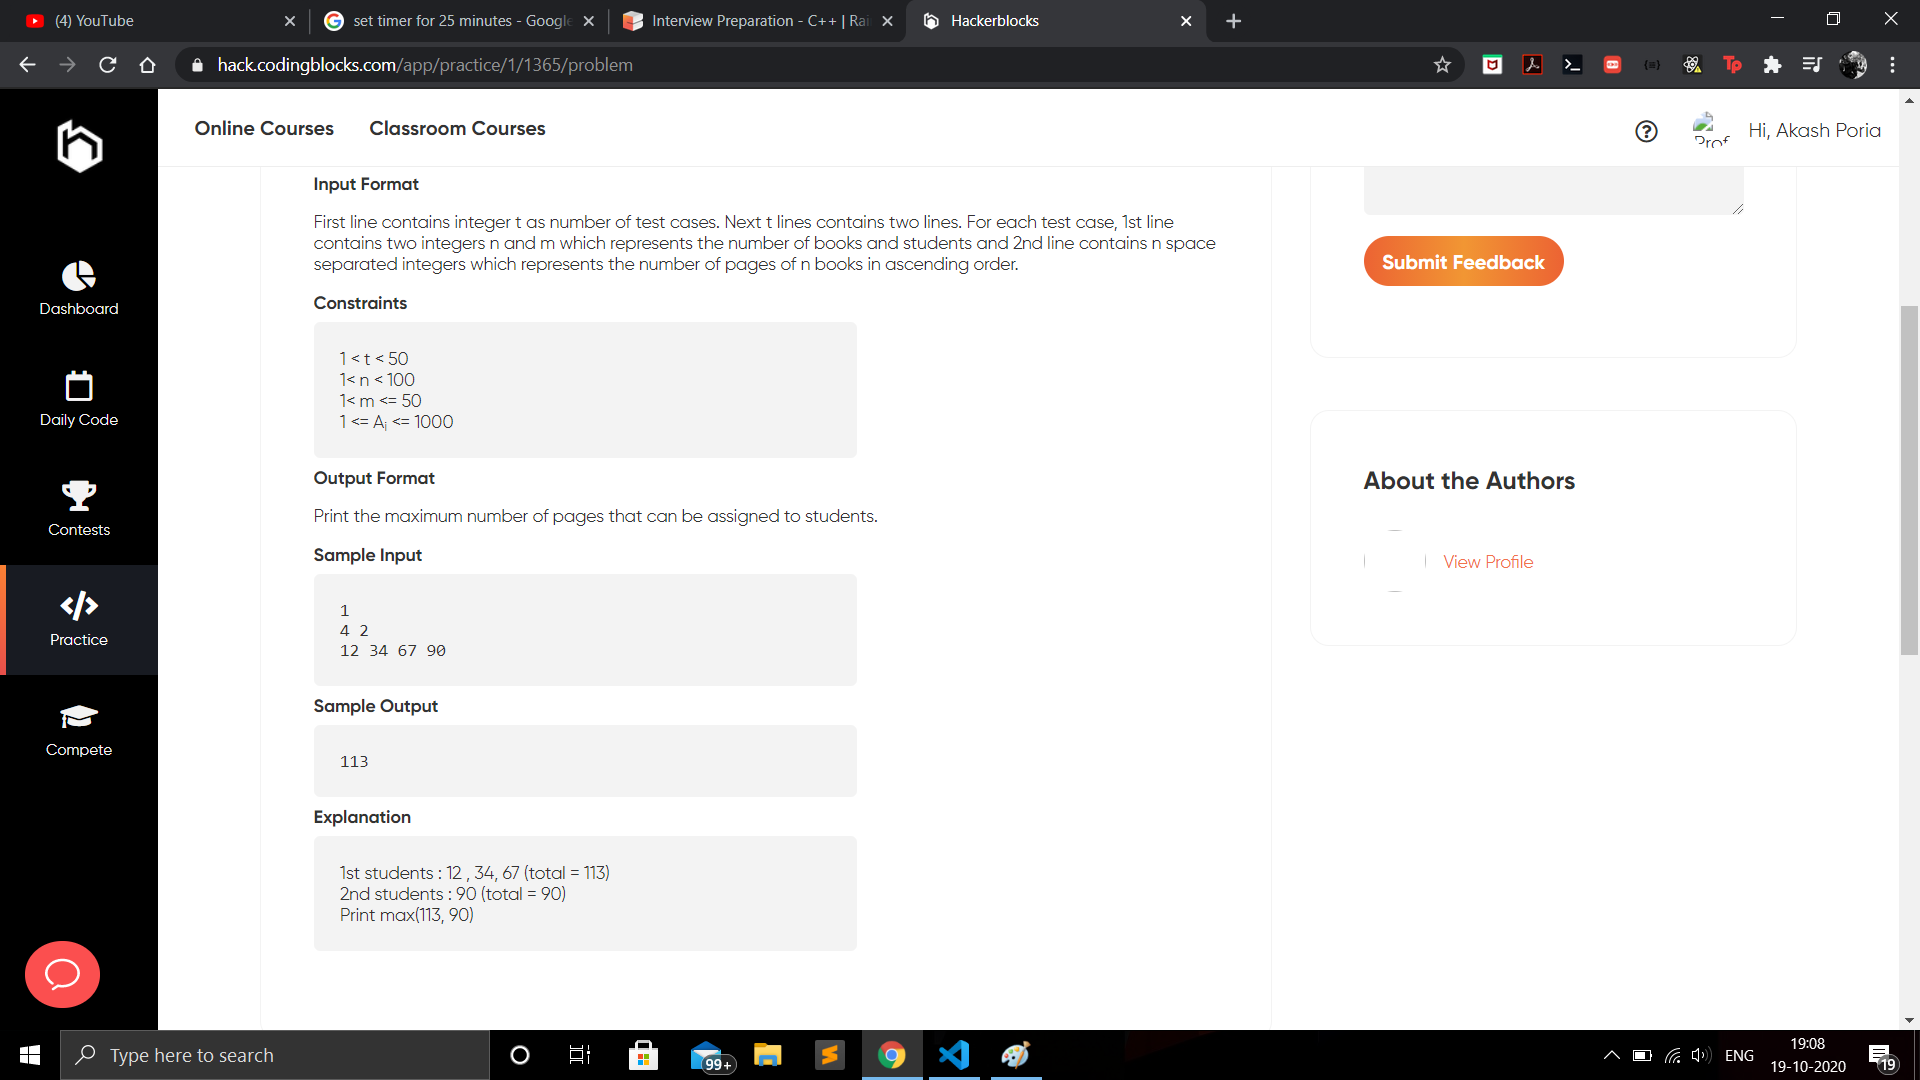 (4) YouTube
set timer for 25 minutes - Google
Interview Preparation - C++ | Rai
Hackerblocks
hack.codingblocks.com/app/practice/1/1365/problem
Online Courses
Classroom Courses
Prof
Hi, Akash Poria
Dashboard
Daily Code
Contests
Practice
Compete
Input Format
First line contains integer t as number of test cases. Next t lines contains two lines. For each test case, 1st line
contains two integers n and m which represents the number of books and students and 2nd line contains n space
separated integers which represents the number of pages of n books in ascending order.
Constraints
1 < t < 50
1< n < 100
1< m <= 50
1 <= Ai <= 1000
Output Format
Print the maximum number of pages that can be assigned to students.
Sample Input
1
4 2
12 34 67 90
Sample Output
113
Explanation
1st students : 12 , 34, 67 (total = 113)
2nd students : 90 (total = 90)
Print max(113, 90)
Submit Feedback
About the Authors
View Profile
Type here to search
99+
ENG
19:08
19-10-2020
19
Tp